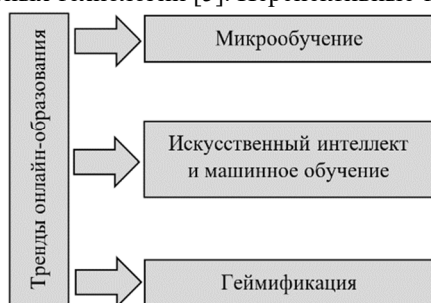 Тренды онлайн-образования
Микрообучение
Искусственный интеллект
и машинное обучение
Геймификация